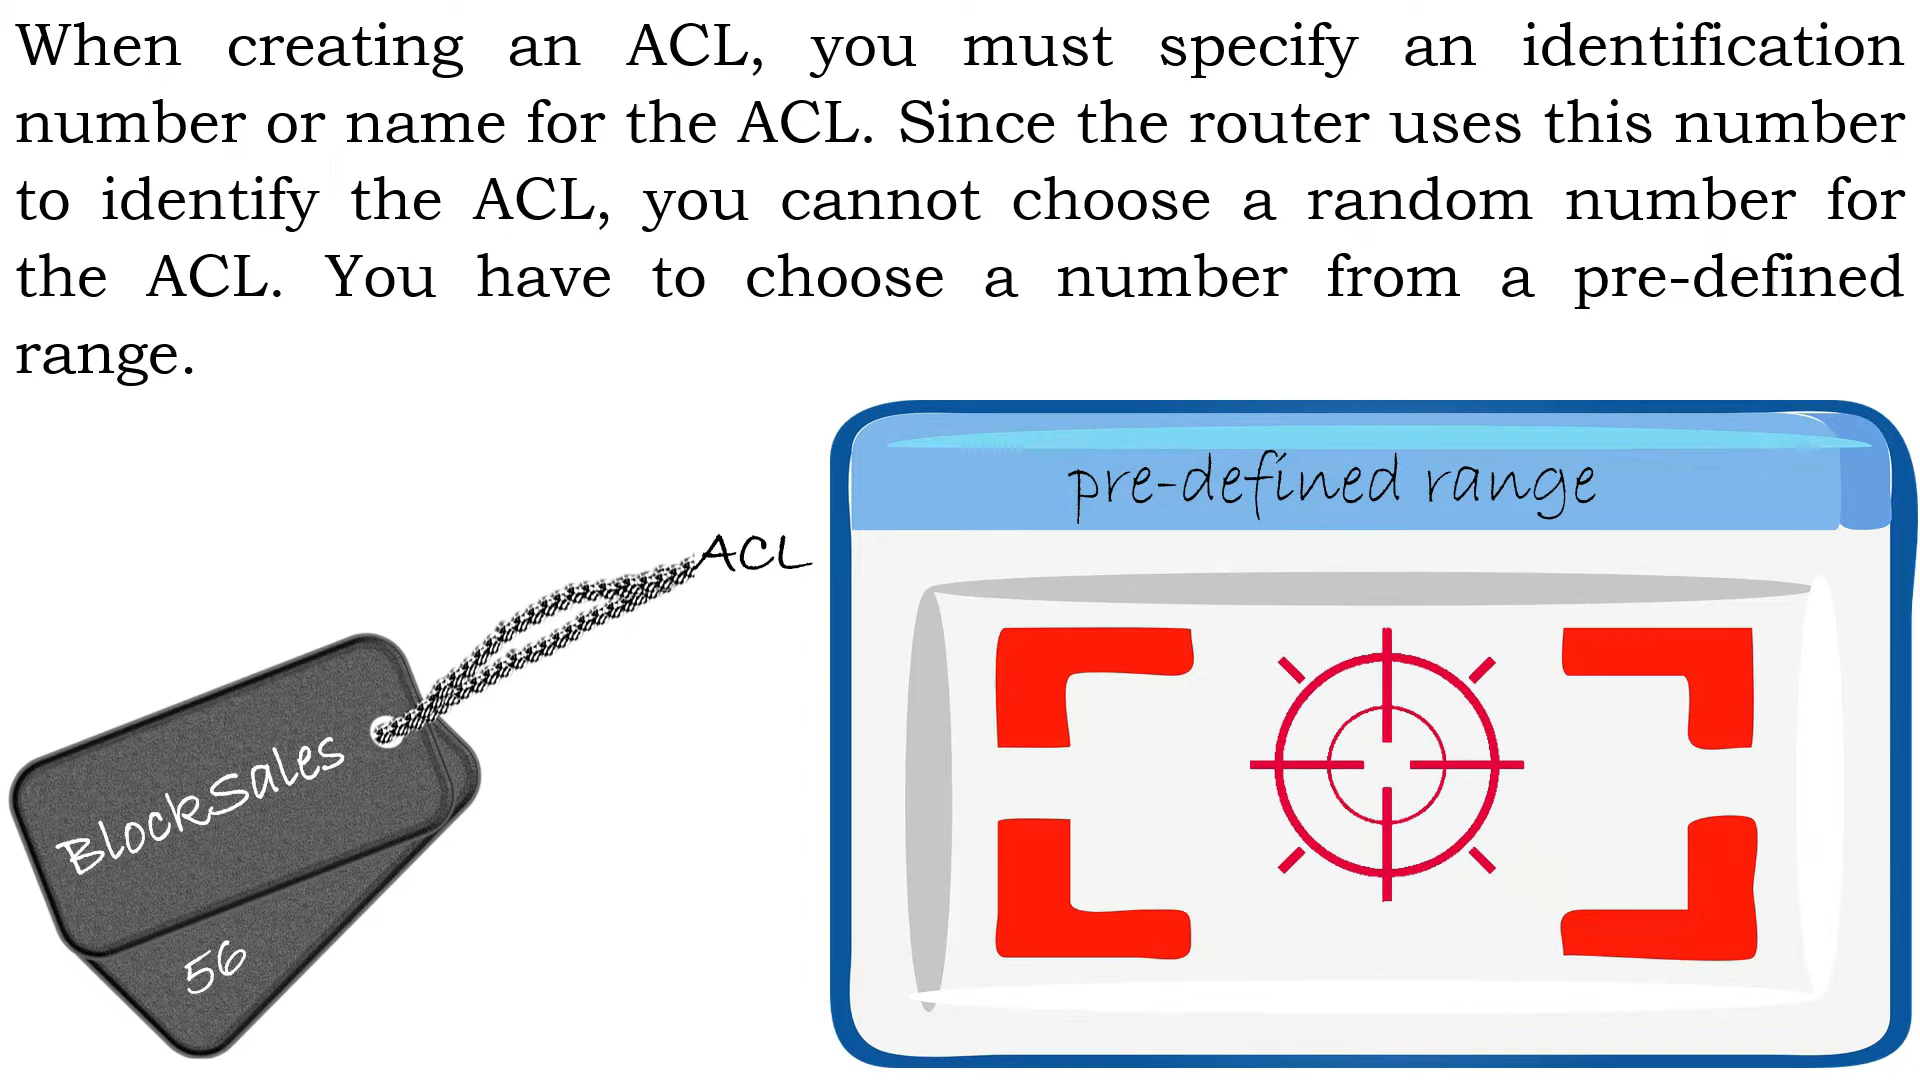 When creating an ACL, you must specify an identification
number or name for the ACL. Since the router uses this number
to identify the ACL, you cannot choose a random number for
the ACL. You have to choose a number from a pre-defined
range.
pre-defined range
ACL
BlockSales
56